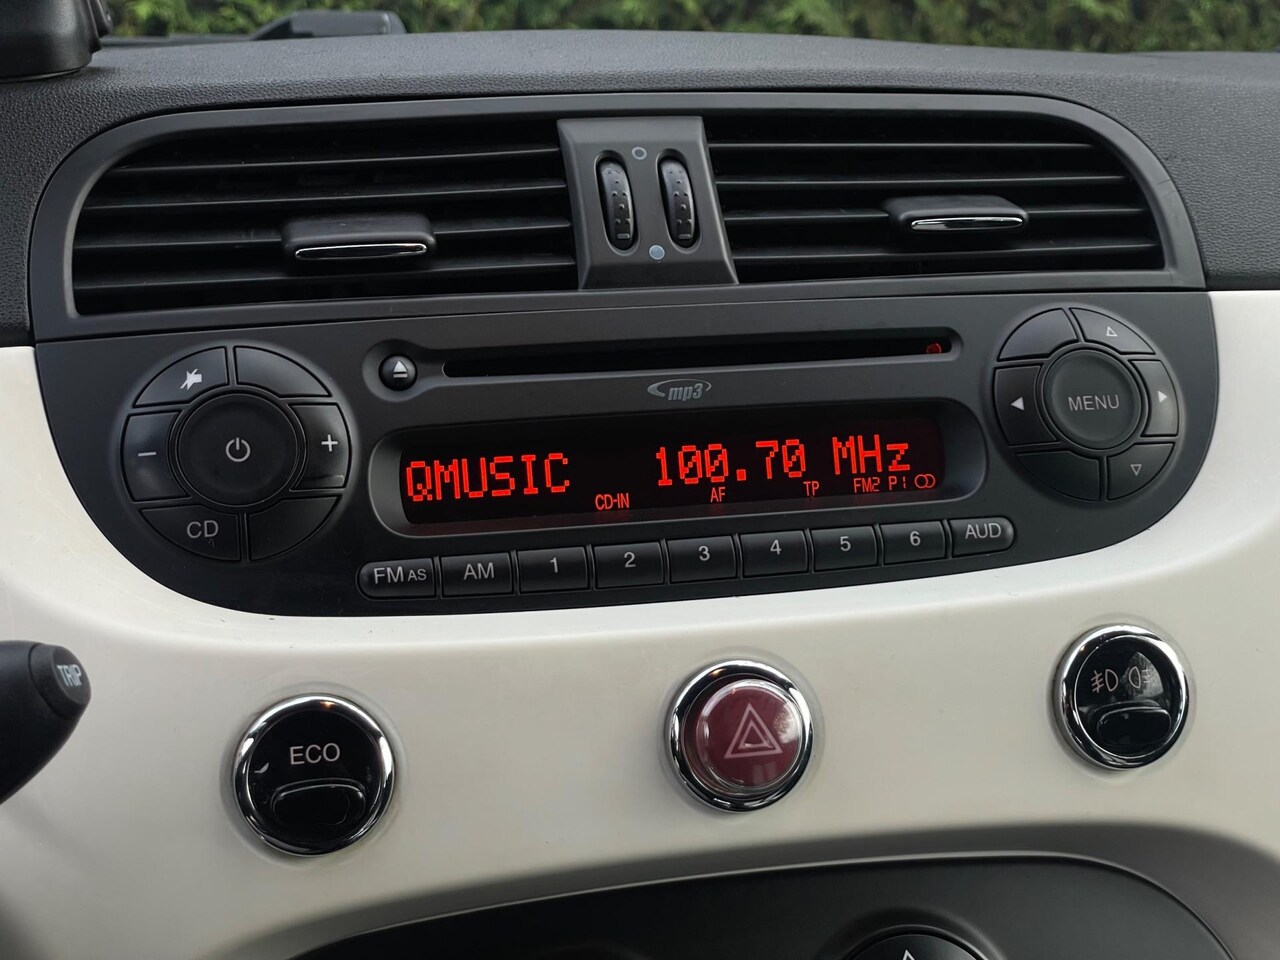 mp3
MENU
QMUSIC 100.70 MHz
CD-IN AF TP FM2 P1
CD
FM AS AM 1 2 3 4 5 6 AUD
TRIP
ECO